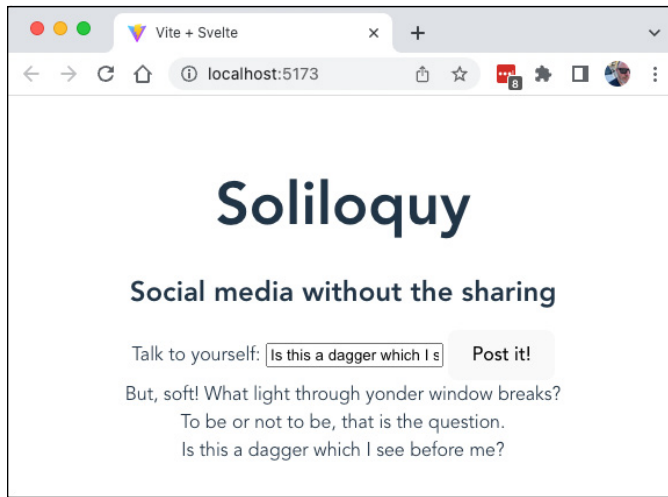 Vite + Svelte
localhost:5173
8
Soliloquy
Social media without the sharing
Talk to yourself: Is this a dagger which I s Post it!
But, soft! What light through yonder window breaks?
To be or not to be, that is the question.
Is this a dagger which I see before me?